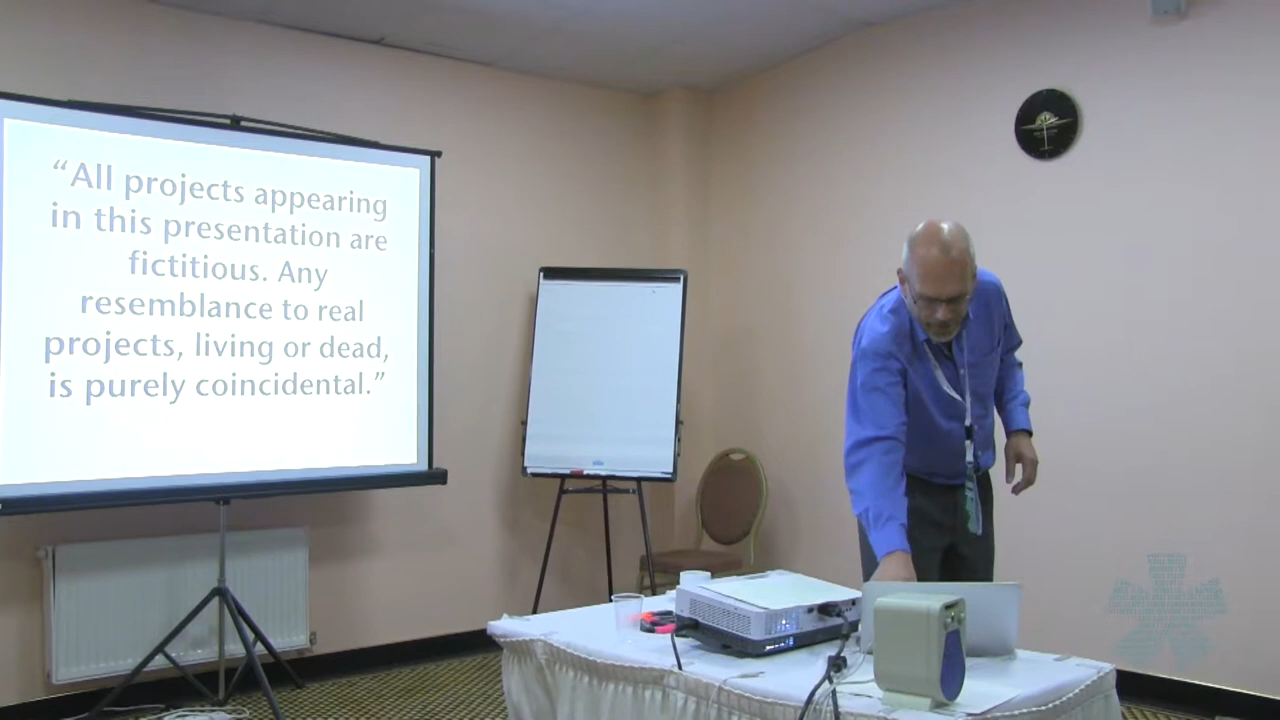 “All projects appearing
in this presentation are
fictitious. Any
resemblance to real
projects, living or dead,
is purely coincidental.”